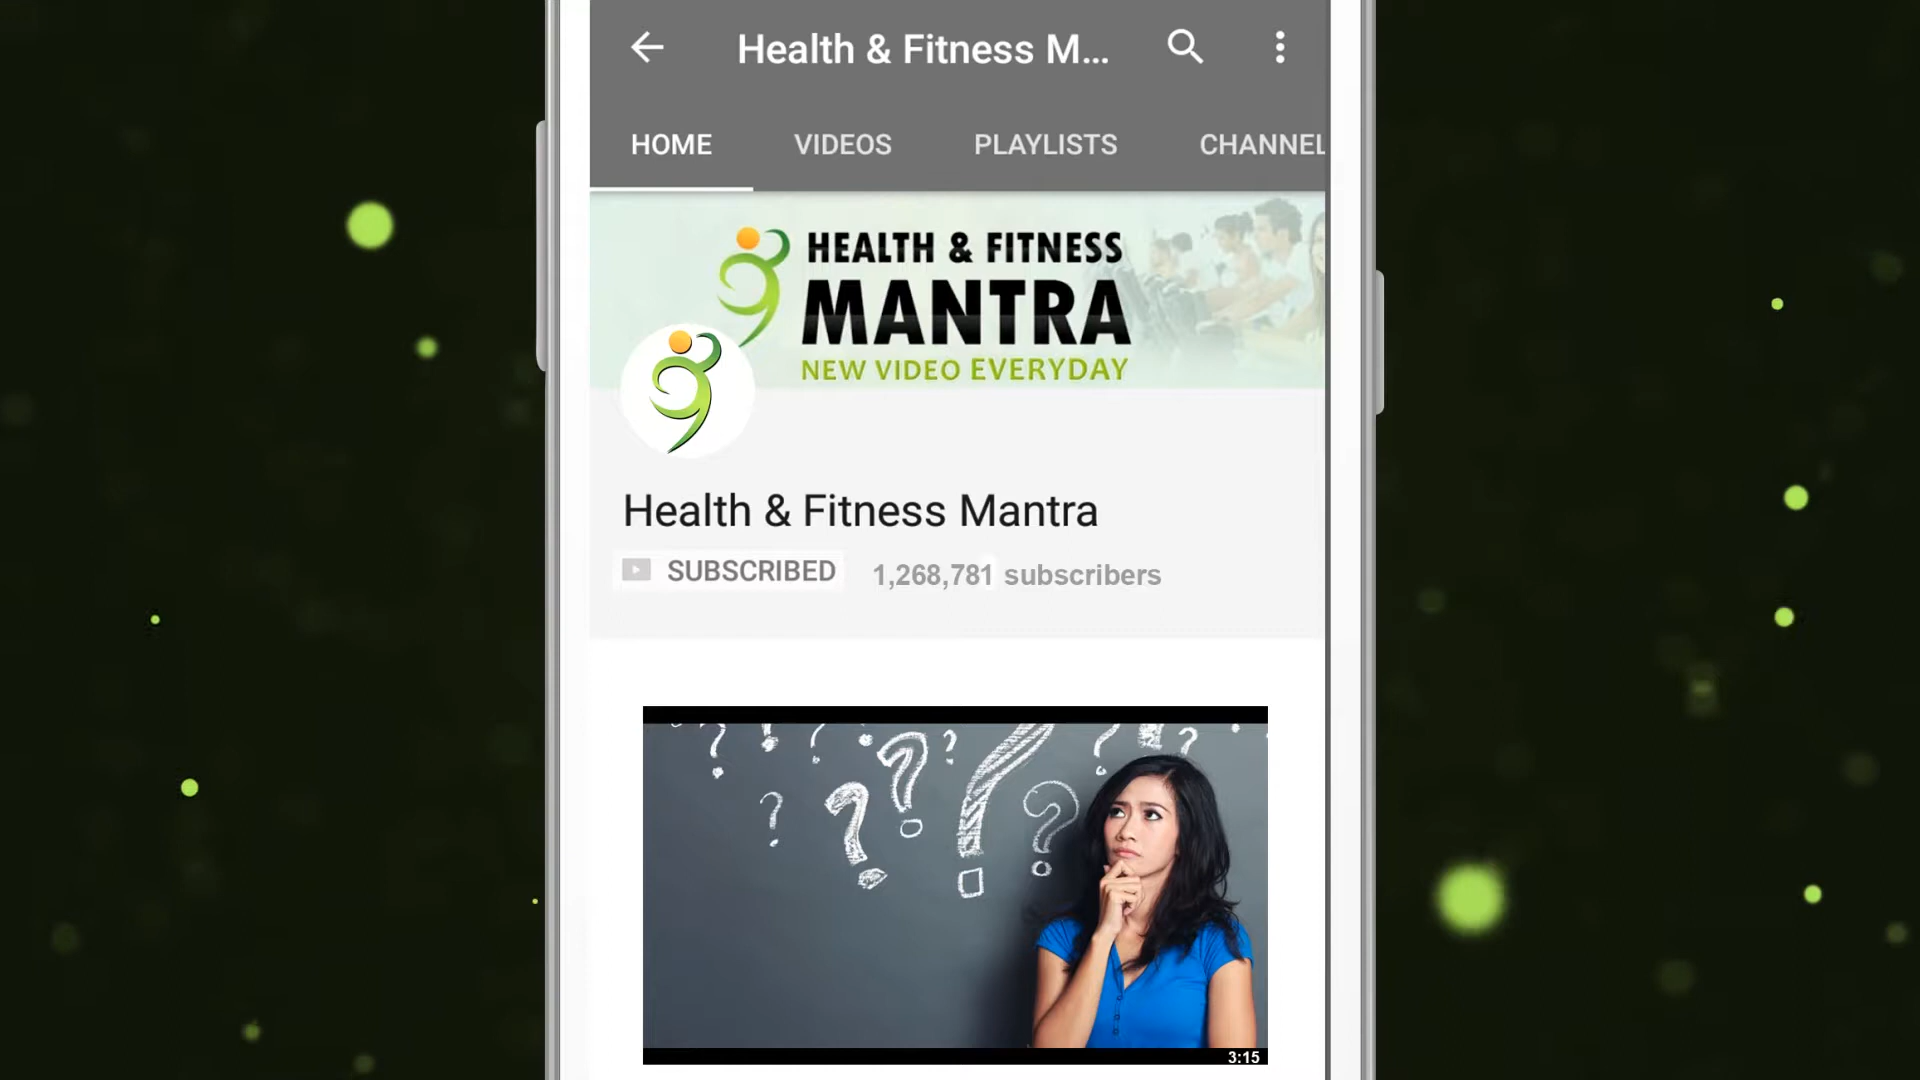 Health & Fitness M...
HOME VIDEOS PLAYLISTS CHANNEL
HEALTH & FITNESS
MANTRA
NEW VIDEO EVERYDAY
Health & Fitness Mantra
SUBSCRIBED 1,268,781 subscribers
? ? ? ? ? ? ? ? ? ? ?
3:15